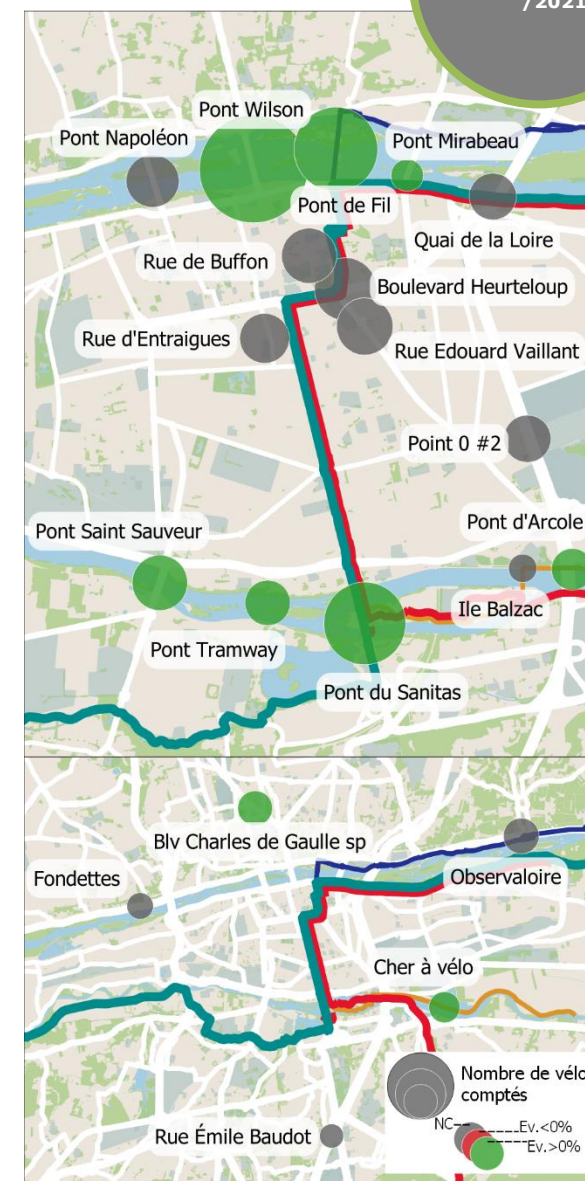 /2021
Pont Wilson
Pont Napoléon
Pont Mirabeau
Pont de Fil
Quai de la Loire
Rue de Buffon
Boulevard Heurteloup
Rue d'Entraigues
Rue Edouard Vaillant
Point 0 #2
Pont d'Arcole
Pont Saint Sauveur
Ile Balzac
Pont Tramway
Pont du Sanitas
Blv Charles de Gaulle sp
Fondettes
Observaloire
Cher à vélo
Nombre de vélo
comptés
NC
Ev.<0%
Ev.>0%
Rue Émile Baudot